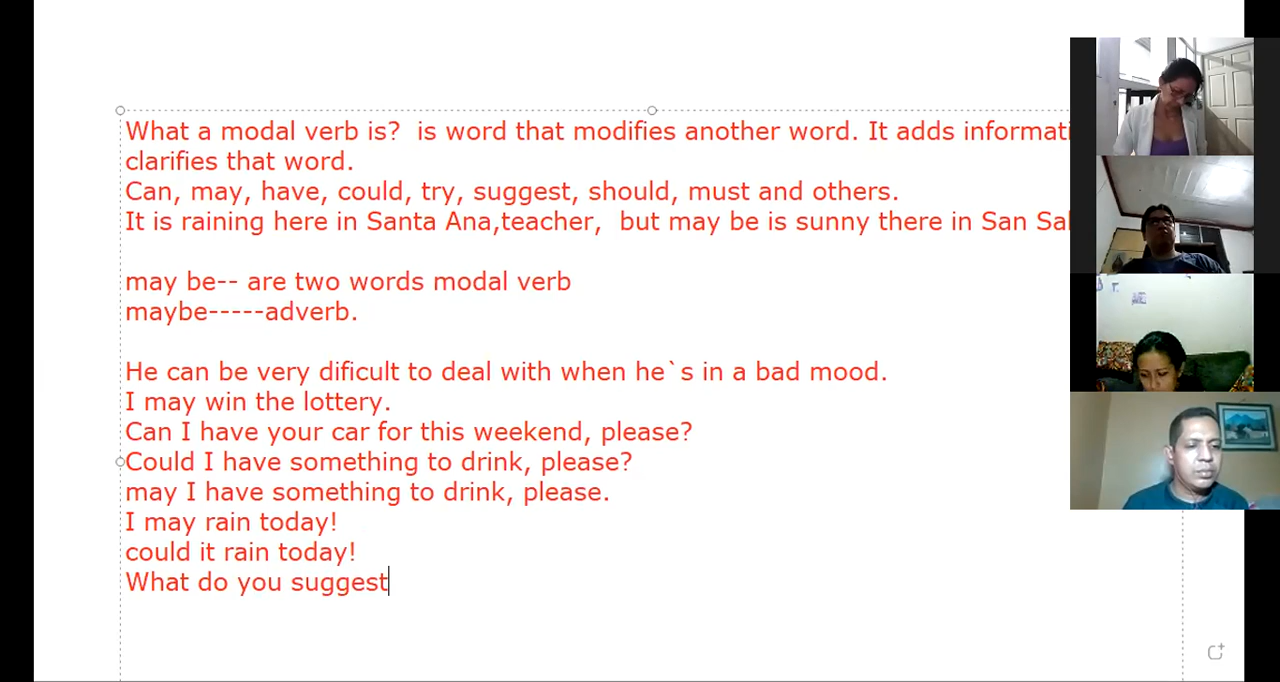 What a modal verb is?  is word that modifies another word. It adds
clarifies that word.
Can, may, have, could, try, suggest, should, must and others.
It is raining here in Santa Ana,teacher,  but may be is sunny there in San
may be-- are two words modal verb
maybe-----adverb.
He can be very dificult to deal with when he`s in a bad mood.
I may win the lottery.
Can I have your car for this weekend, please?
Could I have something to drink, please?
may I have something to drink, please.
I may rain today!
could it rain today!
What do you suggest